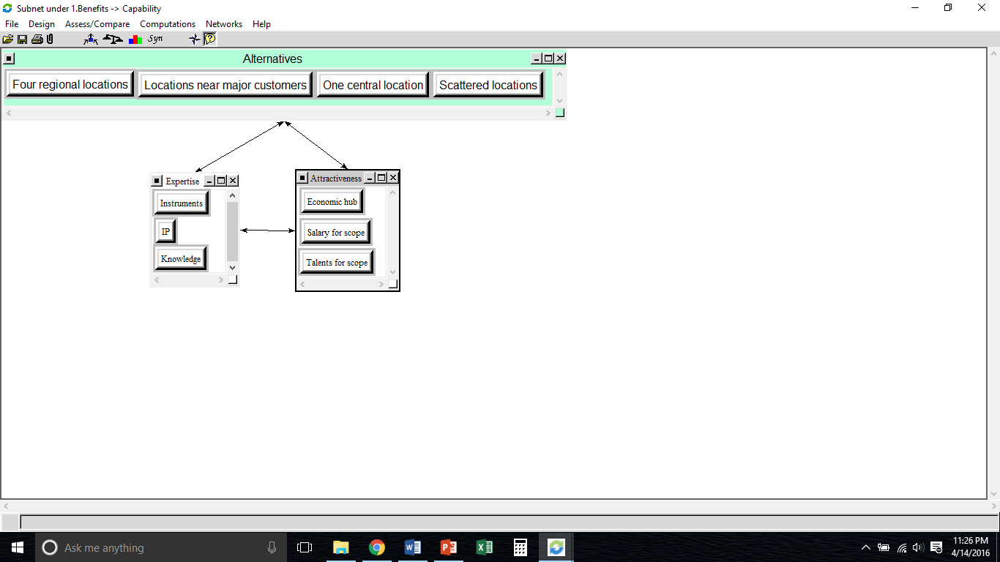 Subnet under 1.Benefits -> Capability
File Design Assess/Compare Computations Networks Help
Syn
Alternatives
Four regional locations Locations near major customers One central location Scattered locations
Expertise
Instruments
IP
Knowledge
Attractiveness
Economic hub
Salary for scope
Talents for scope
Ask me anything
11:26 PM
4/14/2016